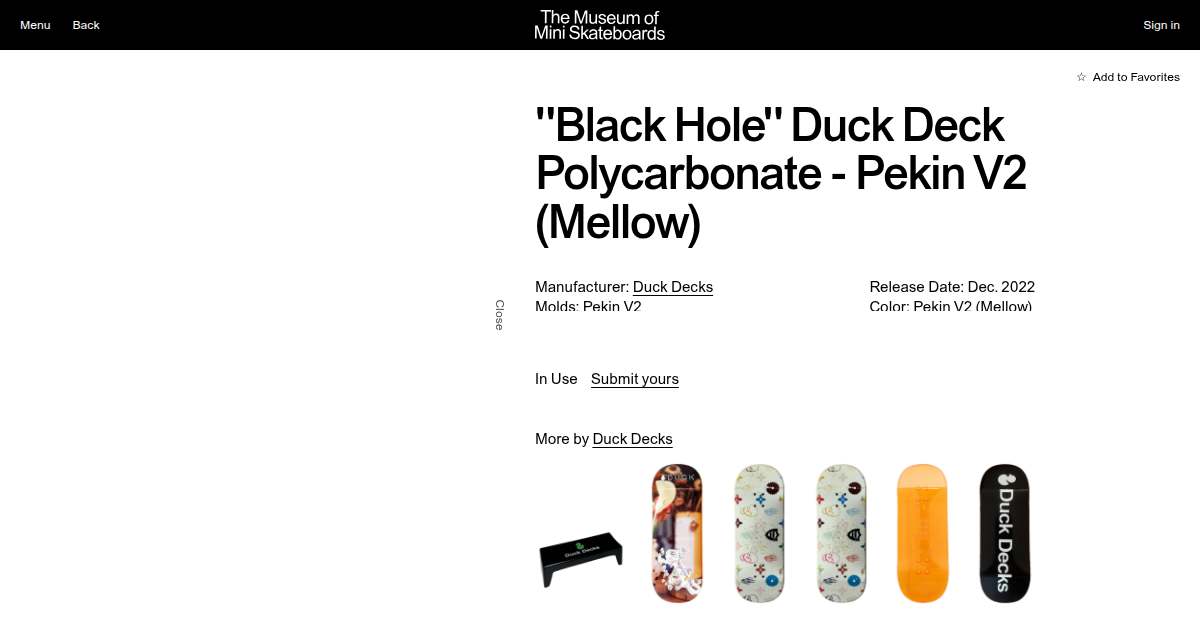 Menu
Back
The Museum of
Mini Skateboards
Sign in
☆ Add to Favorites
"Black Hole" Duck Deck
Polycarbonate - Pekin V2
(Mellow)
Manufacturer: Duck Decks
Release Date: Dec. 2022
Molds: Pekin V2
Color: Pekin V2 (Mellow)
Close
In Use
Submit yours
More by Duck Decks
Duck Decks
DUCK
Duck Decks